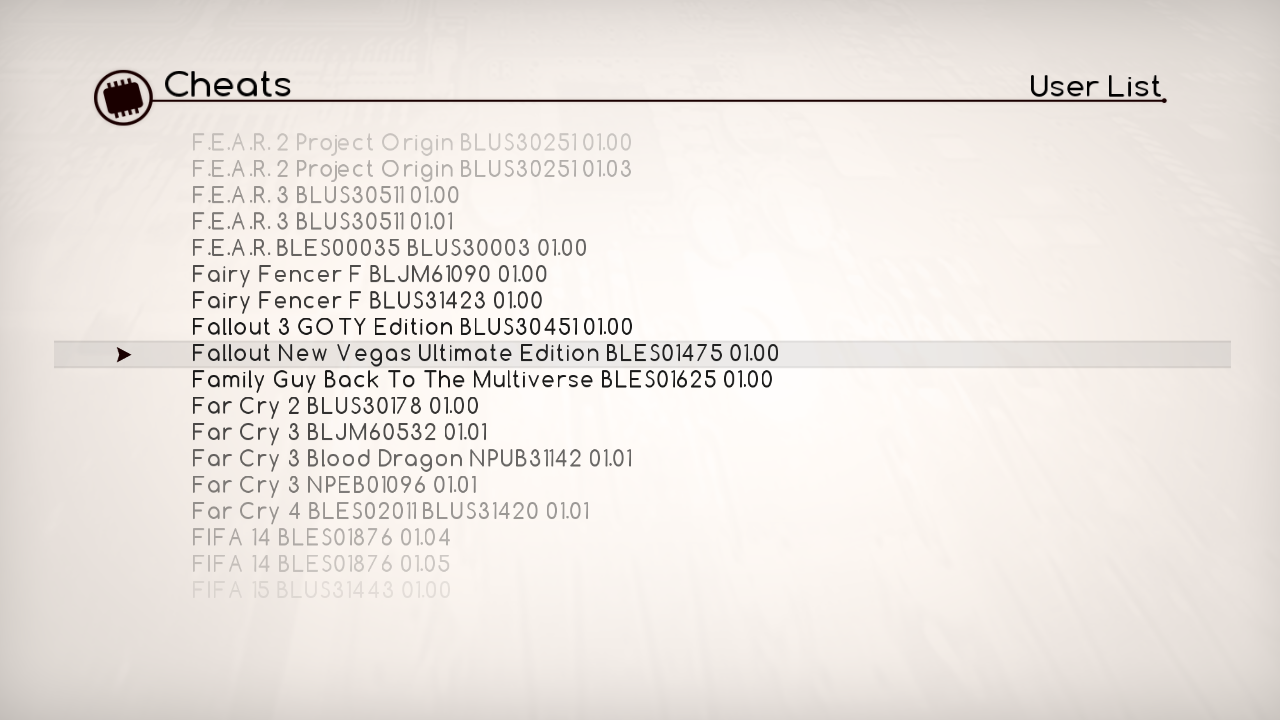 Cheats
User List
F.E.A.R. 2 Project Origin BLUS30251 01.00
F.E.A.R. 2 Project Origin BLUS30251 01.03
F.E.A.R. 3 BLUS30511 01.00
F.E.A.R. 3 BLUS30511 01.01
F.E.A.R. BLES00035 BLUS30003 01.00
Fairy Fencer F BLJM61090 01.00
Fairy Fencer F BLUS31423 01.00
Fallout 3 GOTY Edition BLUS30451 01.00
Fallout New Vegas Ultimate Edition BLES01475 01.00
Family Guy Back To The Multiverse BLES01625 01.00
Far Cry 2 BLUS30178 01.00
Far Cry 3 BLJM60532 01.01
Far Cry 3 Blood Dragon NPUB31142 01.01
Far Cry 3 NPEB01096 01.01
Far Cry 4 BLES02011 BLUS31420 01.01
FIFA 14 BLES01876 01.04
FIFA 14 BLES01876 01.05
FIFA 15 BLUS31443 01.00